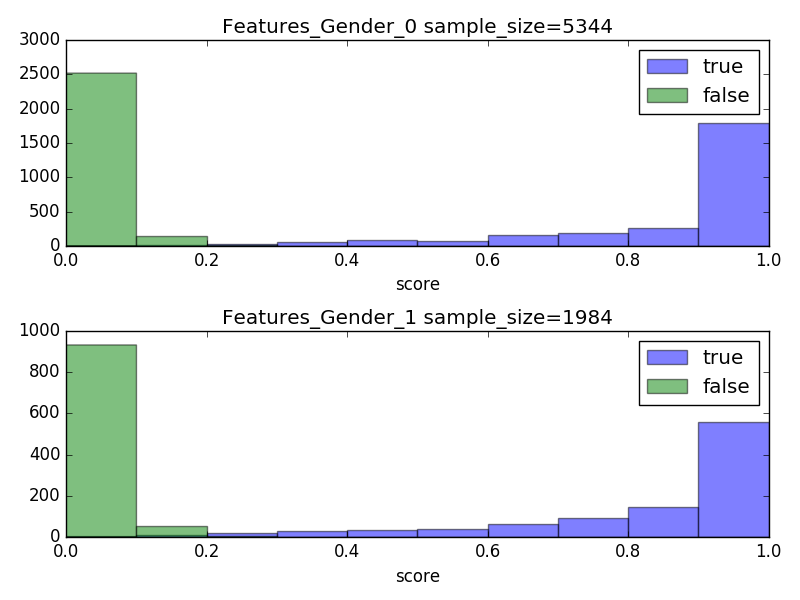 Features_Gender_0 sample_size=5344
3000
2500
2000
1500
1000
500
0
true
false
0.0 0.2 0.4 0.6 0.8 1.0
score
Features_Gender_1 sample_size=1984
1000
800
600
400
200
0
true
false
0.0 0.2 0.4 0.6 0.8 1.0
score